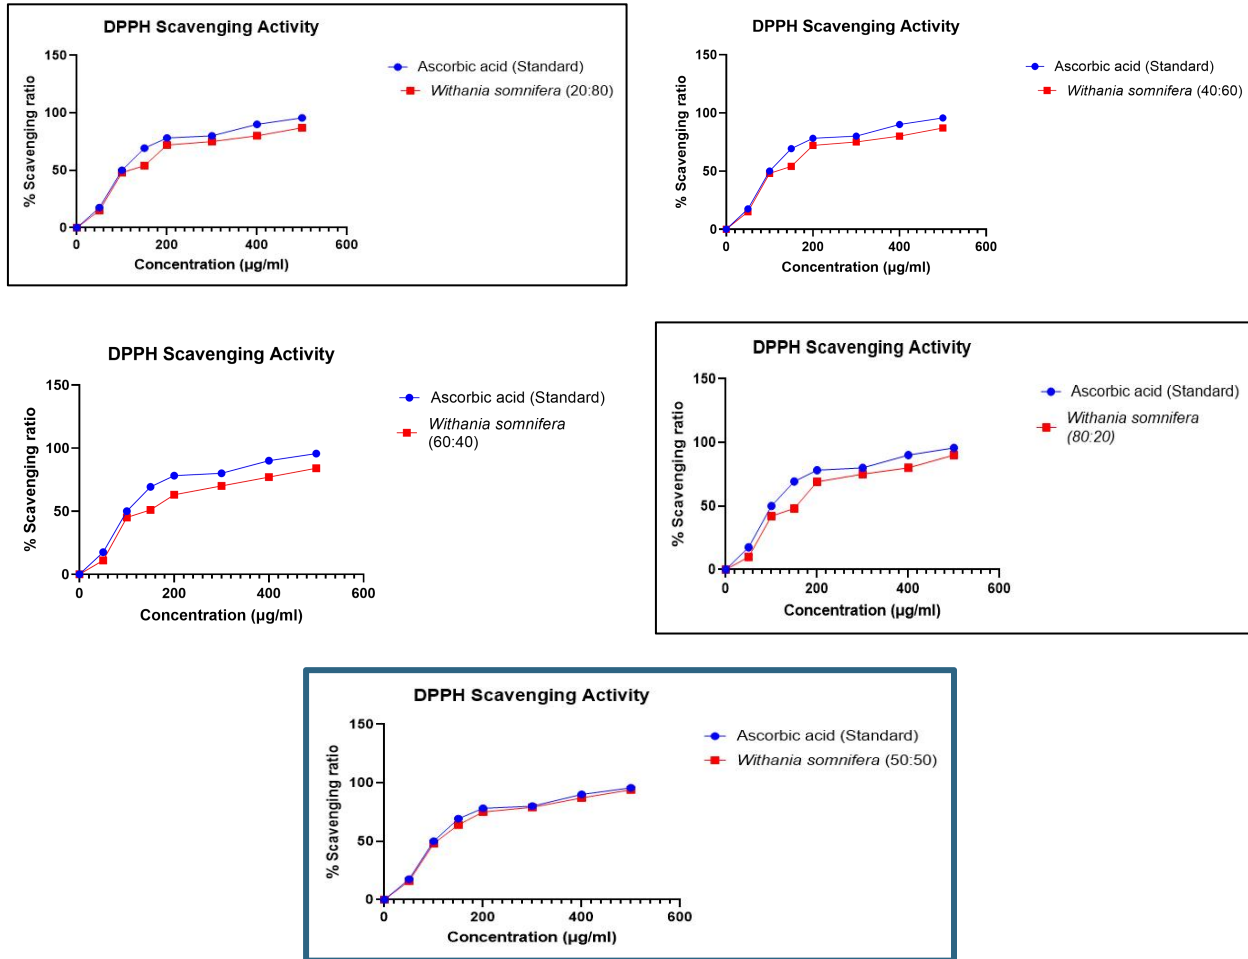 DPPH Scavenging Activity
150
100
50
0
% Scavenging ratio
0
200
400
600
Concentration (µg/ml)
Ascorbic acid (Standard)
Withania somnifera (20:80)
DPPH Scavenging Activity
150
100
50
0
% Scavenging ratio
0
200
400
600
Concentration (µg/ml)
Ascorbic acid (Standard)
Withania somnifera (40:60)
DPPH Scavenging Activity
150
100
50
0
% Scavenging ratio
0
200
400
600
Concentration (µg/ml)
Ascorbic acid (Standard)
Withania somnifera
(60:40)
DPPH Scavenging Activity
150
100
50
0
% Scavenging ratio
0
200
400
600
Concentration (µg/ml)
Ascorbic acid (Standard)
Withania somnifera
(80:20)
DPPH Scavenging Activity
150
100
50
0
% Scavenging ratio
0
200
400
600
Concentration (µg/ml)
Ascorbic acid (Standard)
Withania somnifera (50:50)